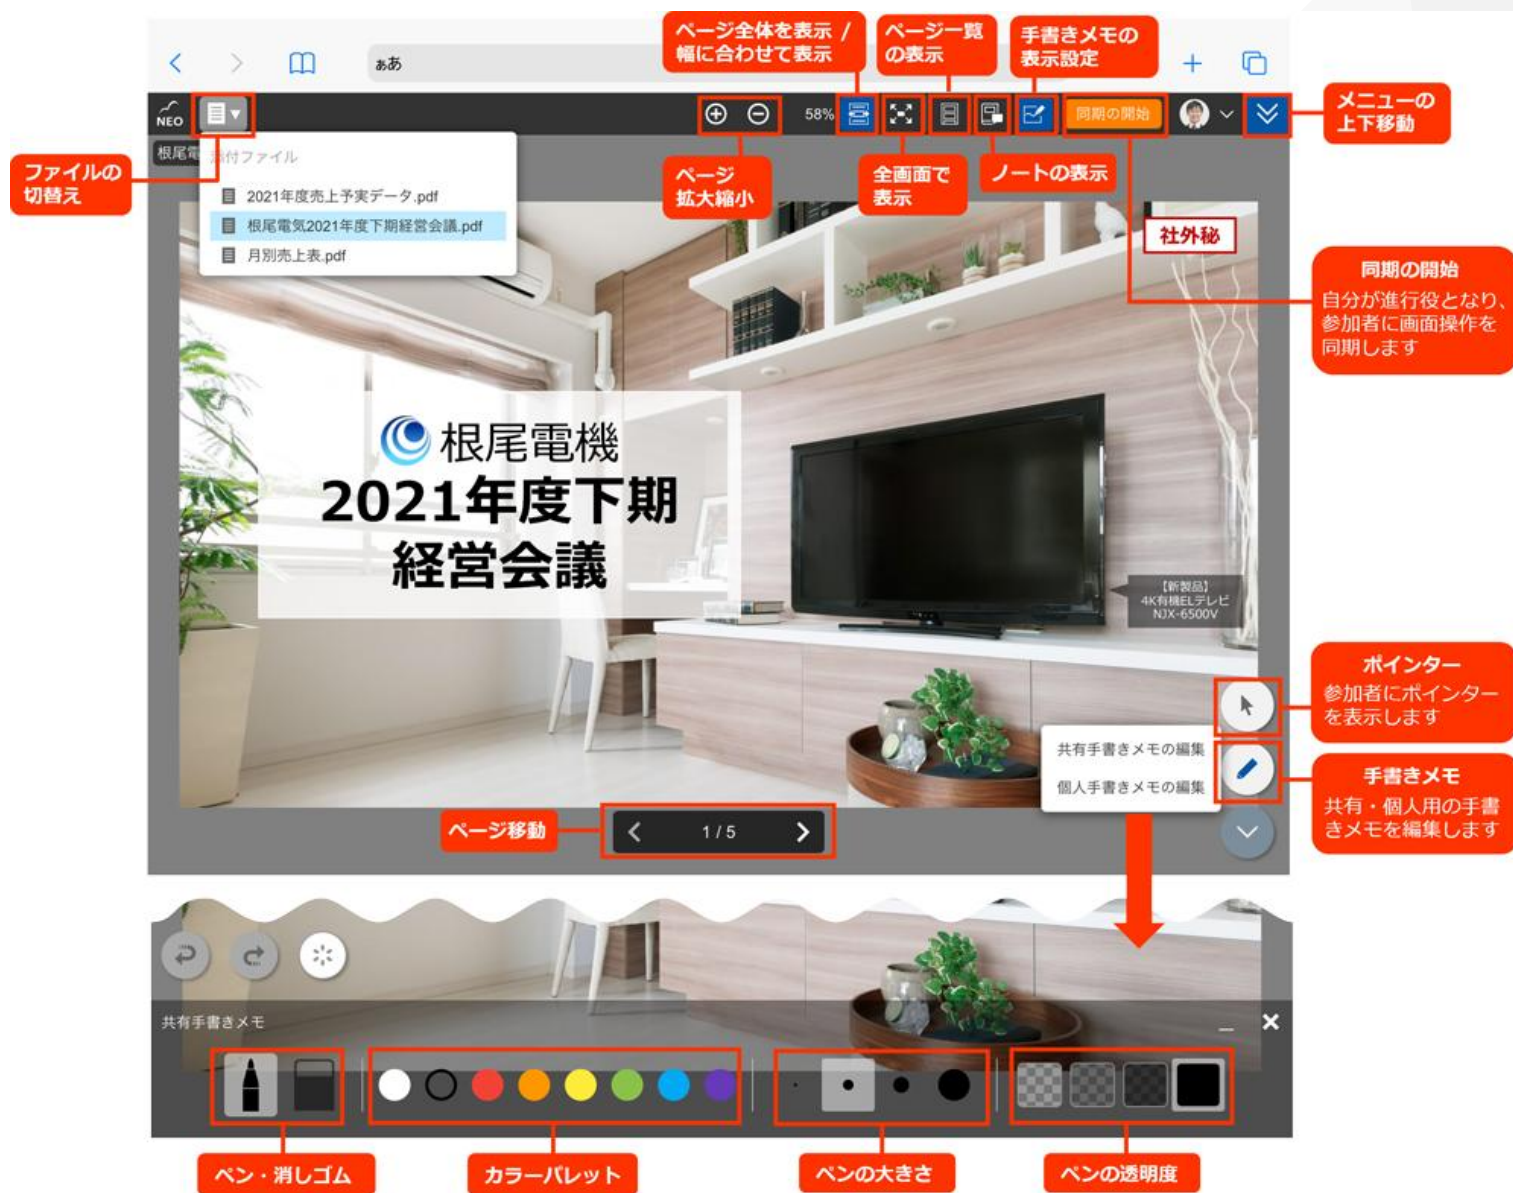 ページ全体を表示 /
幅に合わせて表示
ページ一覧
の表示
手書きメモの
表示設定
ぁあ
メニューの
上下移動
NEO
58%
同期の開始
ファイルの
切替え
根尾電
添付ファイル
2021年度売上予実データ.pdf
根尾電気2021年度下期経営会議.pdf
月別売上表.pdf
ページ
拡大縮小
全画面で
表示
ノートの表示
社外秘
同期の開始
自分が進行役となり、
参加者に画面操作を
同期します
根尾電機
2021年度下期
経営会議
【新製品】
4K有機ELテレビ
NJX-6500V
ポインター
参加者にポインター
を表示します
共有手書きメモの編集
個人手書きメモの編集
手書きメモ
共有・個人用の手書
きメモを編集します
ページ移動
1 / 5
共有手書きメモ
ペン・消しゴム
カラーパレット
ペンの大きさ
ペンの透明度